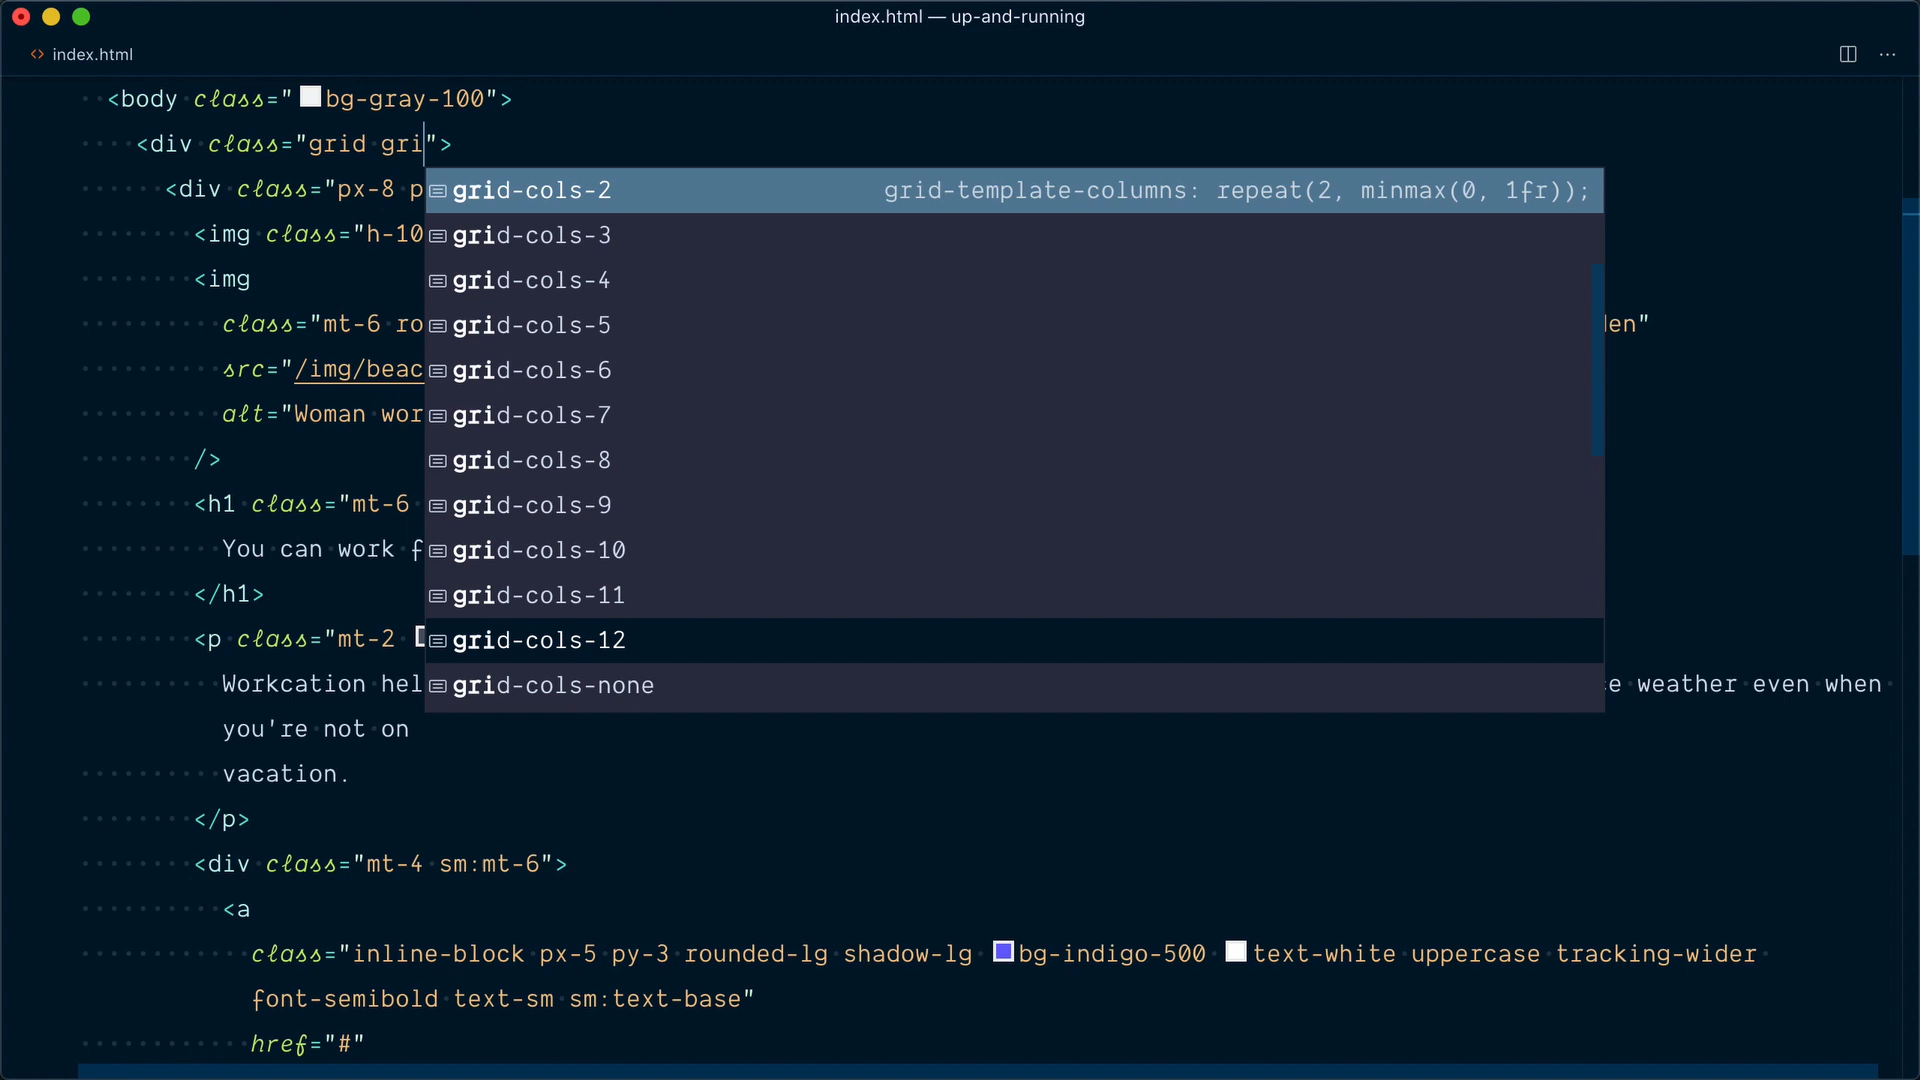 index.html — up-and-running
<> index.html
<body class="bg-gray-100">
<div class="grid gri">
<div class="px-8 p
grid-cols-2 grid-template-columns: repeat(2, minmax(0, 1fr));
<img class="h-10
grid-cols-3
<img
grid-cols-4
class="mt-6 ro
grid-cols-5
den"
src="/img/beac
grid-cols-6
alt="Woman wor
grid-cols-7
/>
grid-cols-8
<h1 class="mt-6
grid-cols-9
You can work f
grid-cols-10
</h1>
grid-cols-11
<p class="mt-2
grid-cols-12
Workcation hel
grid-cols-none
e weather even when
you're not on
vacation.
</p>
<div class="mt-4 sm:mt-6">
<a
class="inline-block px-5 py-3 rounded-lg shadow-lg bg-indigo-500 text-white uppercase tracking-wider
font-semibold text-sm sm:text-base"
href="#"